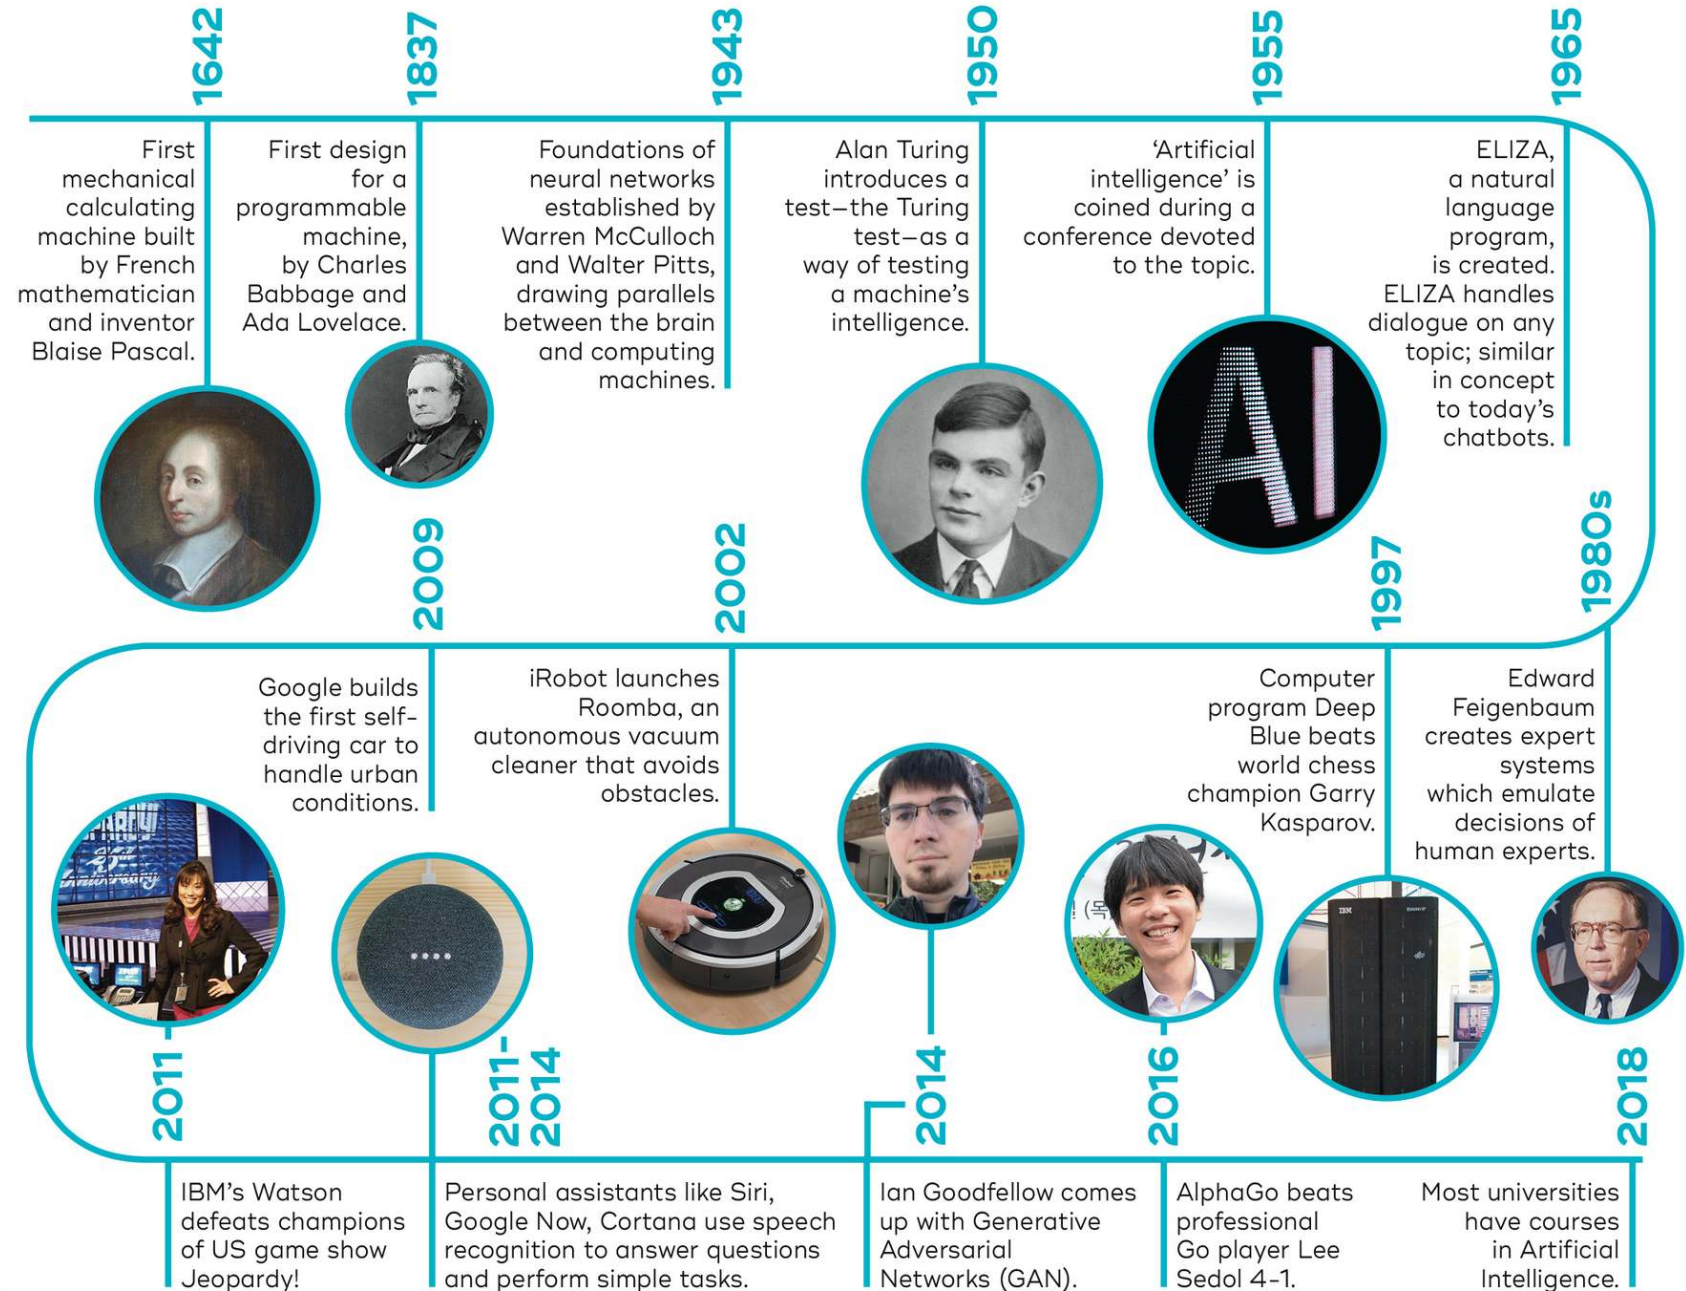 1642
First
mechanical
calculating
machine built
by French
mathematician
and inventor
Blaise Pascal.
1837
First design
for a
programmable
machine,
by Charles
Babbage and
Ada Lovelace.
1943
Foundations of
neural networks
established by
Warren McCulloch
and Walter Pitts,
drawing parallels
between the brain
and computing
machines.
1950
Alan Turing
introduces a
test—the Turing
test—as a
way of testing
a machine's
intelligence.
1955
'Artificial
intelligence' is
coined during a
conference devoted
to the topic.
AI
1965
ELIZA,
a natural
language
program,
is created.
ELIZA handles
dialogue on any
topic; similar
in concept
to today's
chatbots.
1980s
Edward
Feigenbaum
creates expert
systems
which emulate
decisions of
human experts.
1997
Computer
program Deep
Blue beats
world chess
champion Garry
Kasparov.
IBM
2002
iRobot launches
Roomba, an
autonomous vacuum
cleaner that avoids
obstacles.
2009
Google builds
the first self-
driving car to
handle urban
conditions.
Anniversary
2011
IBM's Watson
defeats champions
of US game show
Jeopardy!
2011-
2014
Personal assistants like Siri,
Google Now, Cortana use speech
recognition to answer questions
and perform simple tasks.
2014
Ian Goodfellow comes
up with Generative
Adversarial
Networks (GAN).
2016
AlphaGo beats
professional
Go player Lee
Sedol 4-1.
2018
Most universities
have courses
in Artificial
Intelligence.